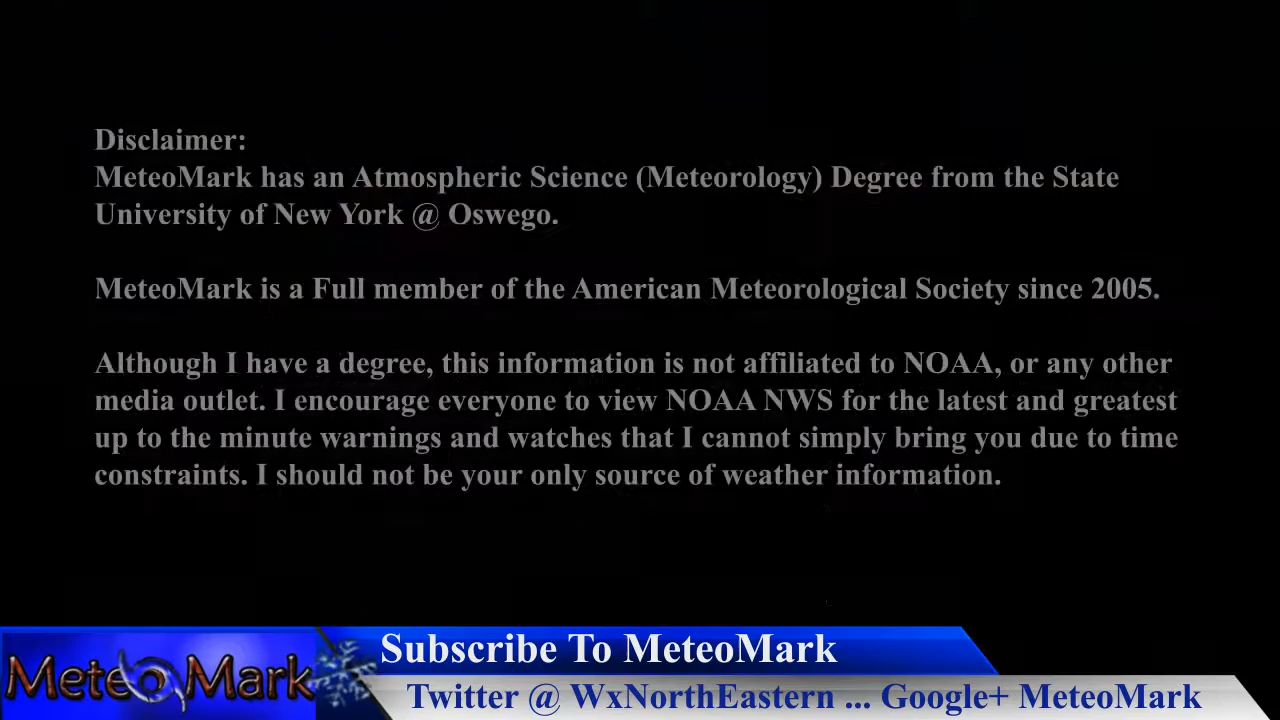 Disclaimer:
MeteoMark has an Atmospheric Science (Meteorology) Degree from the State
University of New York @ Oswego.
MeteoMark is a Full member of the American Meteorological Society since 2005.
Although I have a degree, this information is not affiliated to NOAA, or any other
media outlet. I encourage everyone to view NOAA NWS for the latest and greatest
up to the minute warnings and watches that I cannot simply bring you due to time
constraints. I should not be your only source of weather information.
Subscribe To MeteoMark
MeteoMark
Twitter @ WxNorthEastern ... Google+ MeteoMark